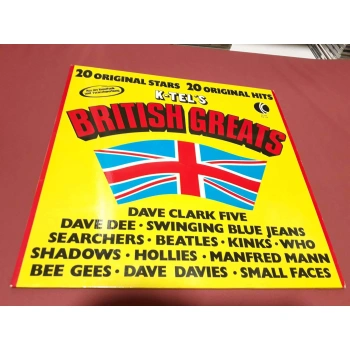 20 ORIGINAL STARS 20 ORIGINAL HITS
K-TEL'S
BRITISH GREATS
DAVE CLARK FIVE
DAVE DEE · SWINGING BLUE JEANS
SEARCHERS · BEATLES · KINKS · WHO
SHADOWS · HOLLIES · MANFRED MANN
BEE GEES · DAVE DAVIES · SMALL FACES